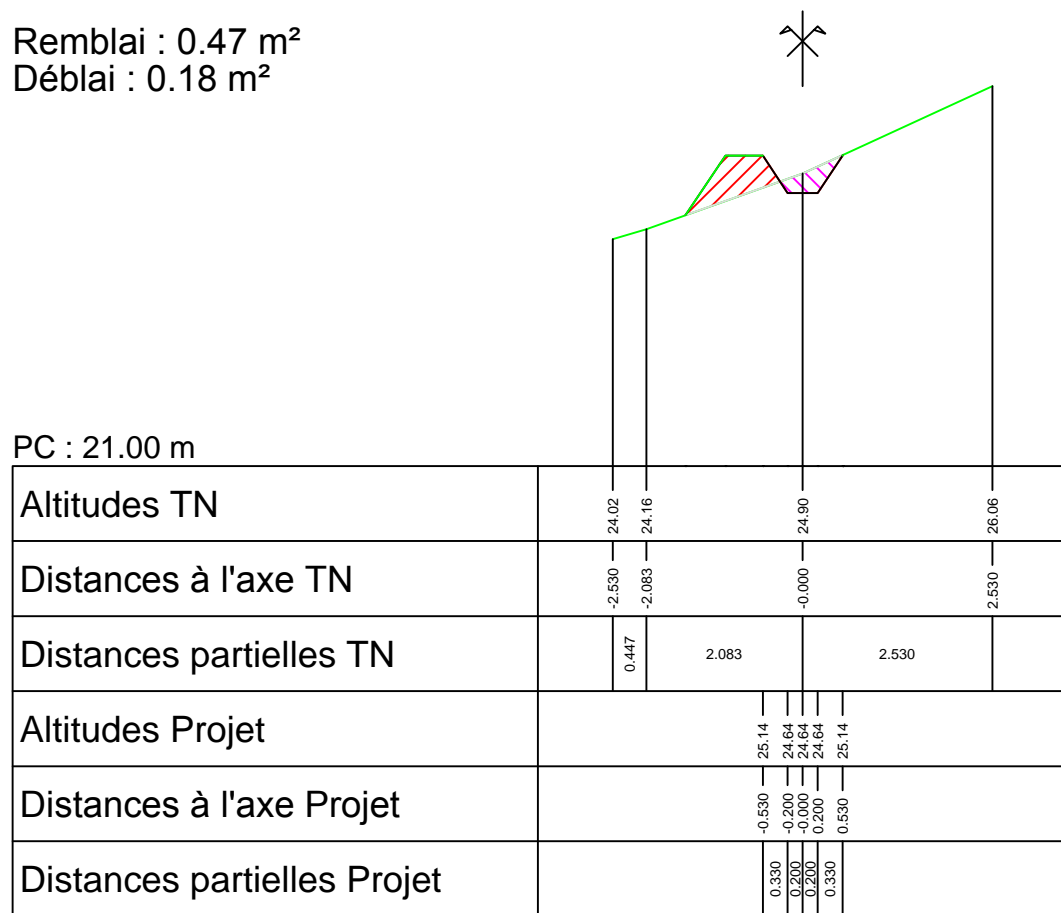 Remblai : 0.47 m²
Déblai : 0.18 m²
PC : 21.00 m
Altitudes TN 24.02 24.16 24.90 26.06
Distances à l'axe TN -2.530 -2.083 -0.000 2.530
Distances partielles TN 0.447 2.083 2.530
Altitudes Projet 25.14 24.64 24.64 24.64 25.14
Distances à l'axe Projet -0.530 -0.200 -0.000 0.200 0.530
Distances partielles Projet 0.330 0.200 0.200 0.330